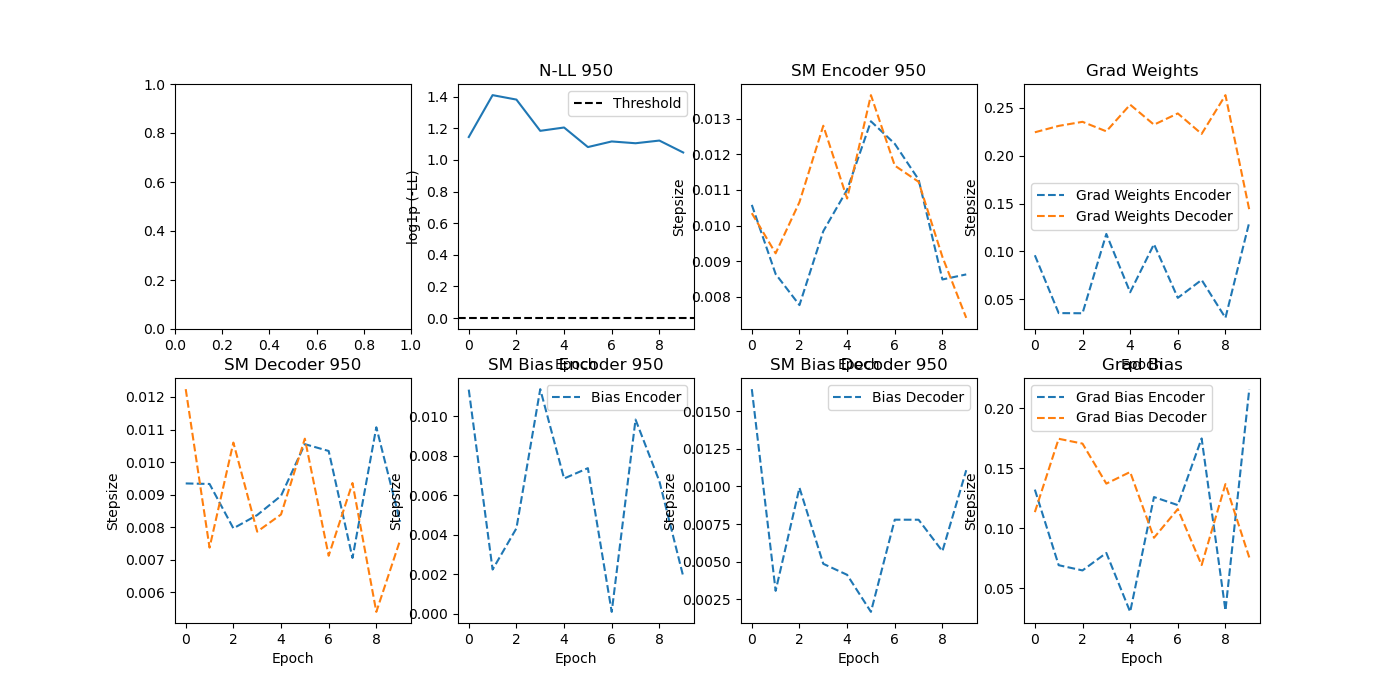 N-LL 950
SM Encoder 950
Grad Weights
1.0
0.8
0.6
0.4
0.2
0.0
0.0 0.2 0.4 0.6 0.8 1.0
log1p (-LL)
1.4
1.2
1.0
0.8
0.6
0.4
0.2
0.0
Threshold
0 2 4 6 8
Epoch
Stepsize
0.013
0.012
0.011
0.010
0.009
0.008
0 2 4 6 8
Epoch
Stepsize
0.25
0.20
0.15
0.10
0.05
Grad Weights Encoder
Grad Weights Decoder
0 2 4 6 8
Epoch
SM Decoder 950
SM Bias Encoder 950
SM Bias Decoder 950
Grad Bias
Stepsize
0.012
0.011
0.010
0.009
0.008
0.007
0.006
0 2 4 6 8
Epoch
Stepsize
0.010
0.008
0.006
0.004
0.002
0.000
Bias Encoder
0 2 4 6 8
Epoch
Stepsize
0.0150
0.0125
0.0100
0.0075
0.0050
0.0025
Bias Decoder
0 2 4 6 8
Epoch
Stepsize
0.20
0.15
0.10
0.05
Grad Bias Encoder
Grad Bias Decoder
0 2 4 6 8
Epoch